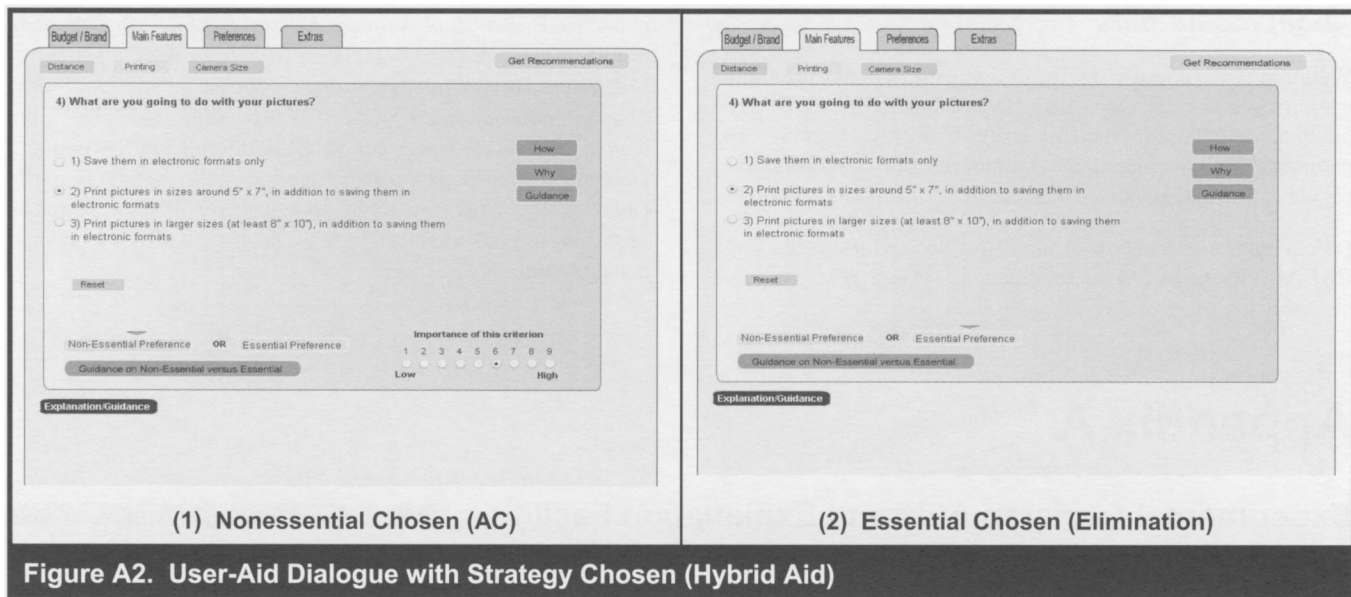 Budget / Brand Main Features Preferences Extras
Distance Printing Camera Size Get Recommendations
4) What are you going to do with your pictures?
How
1) Save them in electronic formats only
Why
2) Print pictures in sizes around 5" x 7", in addition to saving them in
electronic formats
Guidance
3) Print pictures in larger sizes (at least 8" x 10"), in addition to saving them
in electronic formats
Reset
Importance of this criterion
Non-Essential Preference OR Essential Preference
1 2 3 4 5 6 7 8 9
Low High
Guidance on Non-Essential versus Essential
Explanation/Guidance
(1) Nonessential Chosen (AC)
Budget / Brand Main Features Preferences Extras
Distance Printing Camera Size Get Recommendations
4) What are you going to do with your pictures?
How
1) Save them in electronic formats only
Why
2) Print pictures in sizes around 5" x 7", in addition to saving them in
electronic formats
Guidance
3) Print pictures in larger sizes (at least 8" x 10"), in addition to saving them
in electronic formats
Reset
Non-Essential Preference OR Essential Preference
Guidance on Non-Essential versus Essential
Explanation/Guidance
(2) Essential Chosen (Elimination)
Figure A2. User-Aid Dialogue with Strategy Chosen (Hybrid Aid)